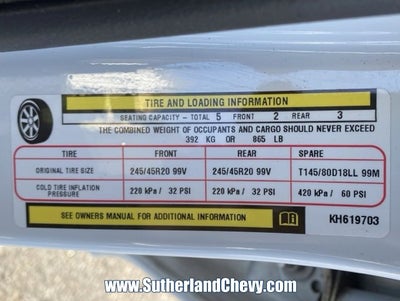 www.SutherlandChevy.com
TIRE AND LOADING INFORMATION
SEATING CAPACITY - TOTAL 5 FRONT 2 REAR 3
THE COMBINED WEIGHT OF OCCUPANTS AND CARGO SHOULD NEVER EXCEED
392 KG OR 865 LB
TIRE FRONT REAR SPARE
ORIGINAL TIRE SIZE 245/45R20 99V 245/45R20 99V T145/80D18LL 99M
COLD TIRE INFLATION PRESSURE 220 kPa / 32 PSI 220 kPa / 32 PSI 420 kPa / 60 PSI
SEE OWNERS MANUAL FOR ADDITIONAL INFORMATION KH619703
www.SutherlandChevy.com